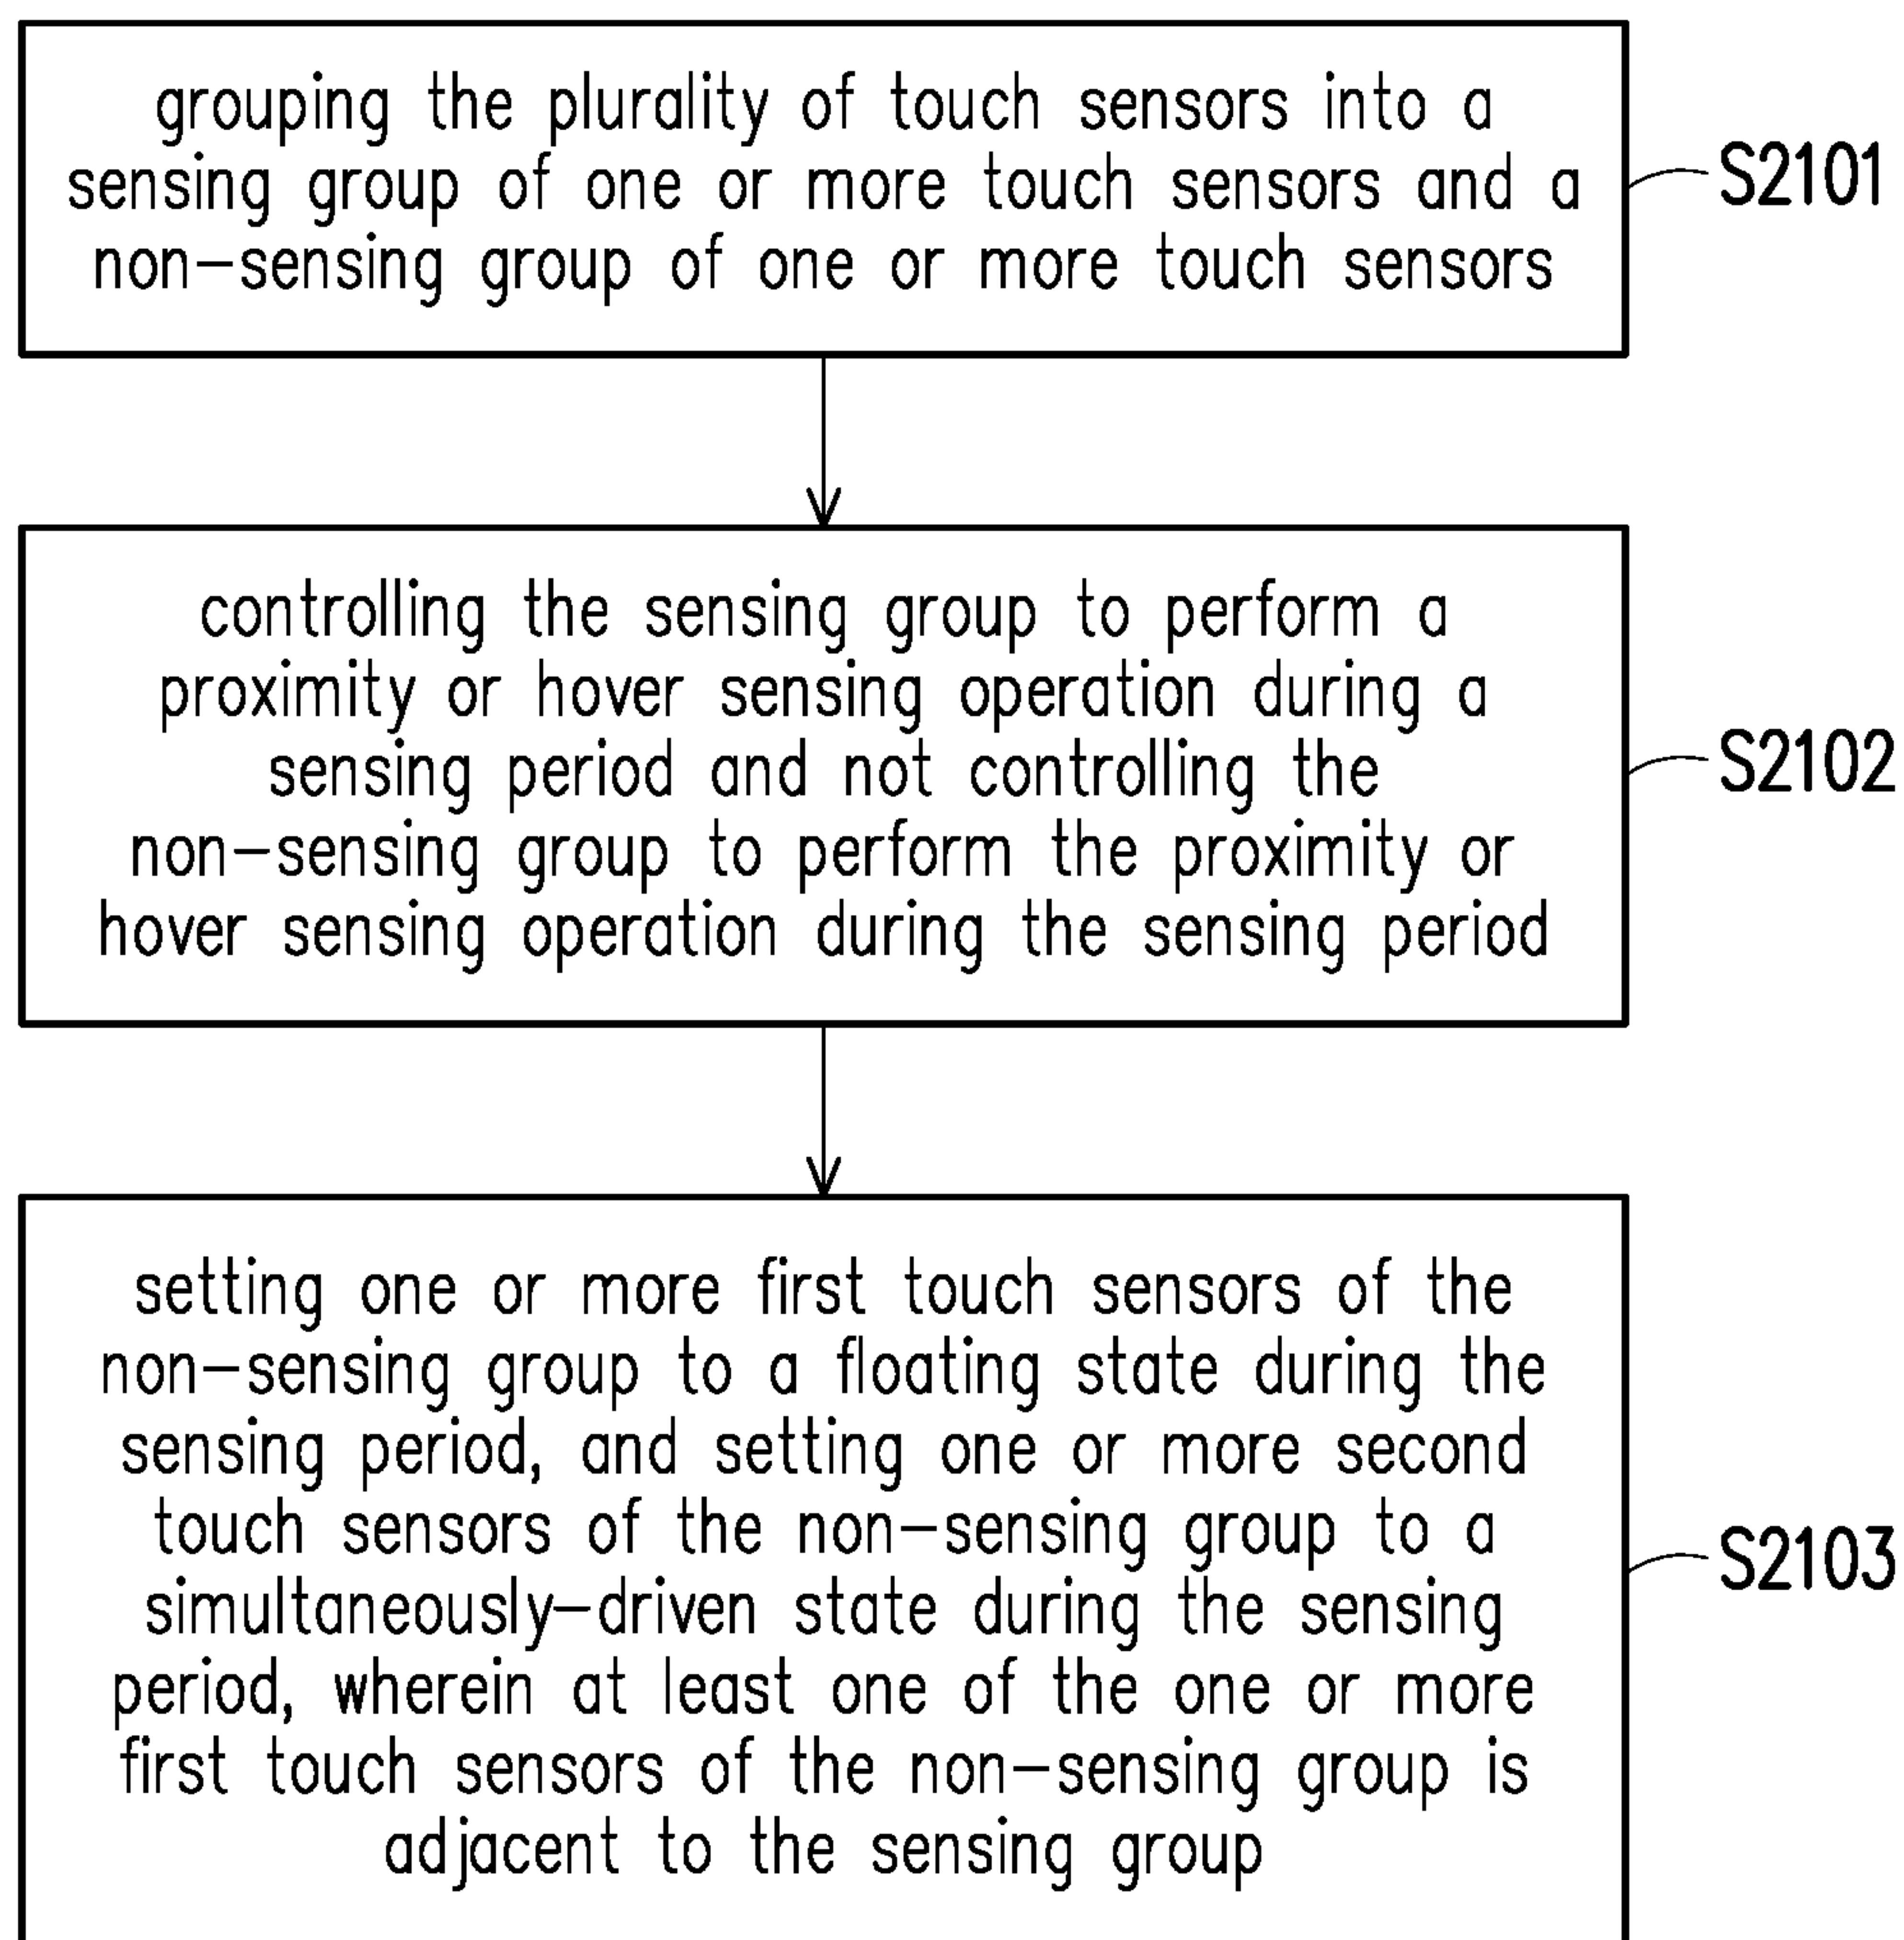 grouping the plurality of touch sensors into a
sensing group of one or more touch sensors and a
non-sensing group of one or more touch sensors
S2101
controlling the sensing group to perform a
proximity or hover sensing operation during a
sensing period and not controlling the
non-sensing group to perform the proximity or
hover sensing operation during the sensing period
S2102
setting one or more first touch sensors of the
non-sensing group to a floating state during the
sensing period, and setting one or more second
touch sensors of the non-sensing group to a
simultaneously-driven state during the sensing
period, wherein at least one of the one or more
first touch sensors of the non-sensing group is
adjacent to the sensing group
S2103